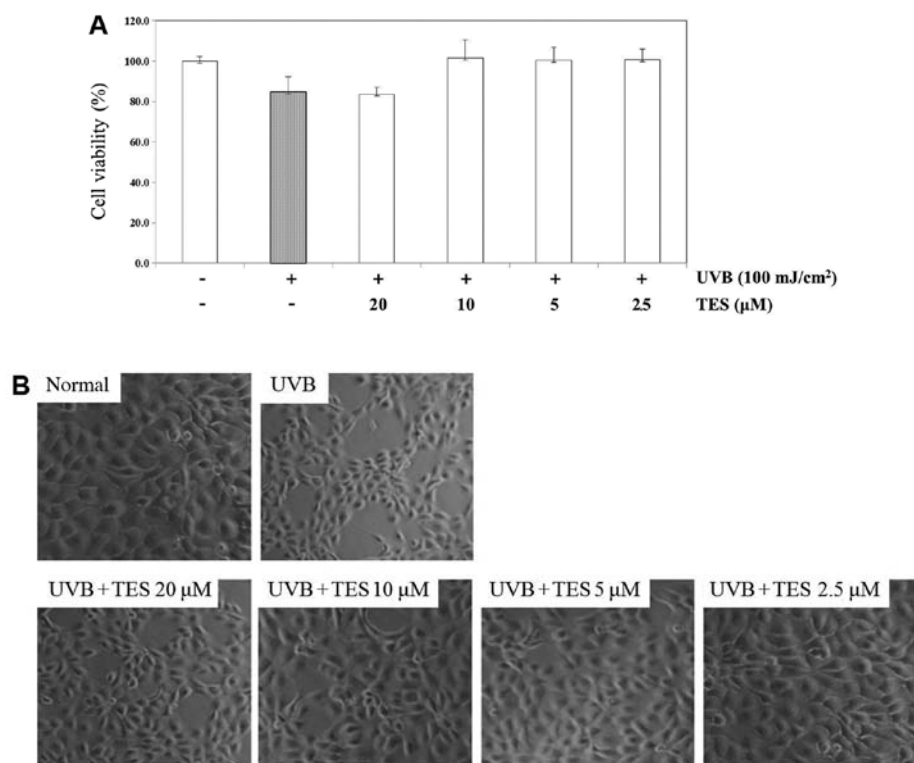 A
120.0
100.0
80.0
60.0
40.0
20.0
0.0
Cell viability (%)
- + + + + + UVB (100 mJ/cm²)
- - 20 10 5 2.5 TES (μM)
B
Normal UVB
UVB + TES 20 μM UVB + TES 10 μM UVB + TES 5 μM UVB + TES 2.5 μM